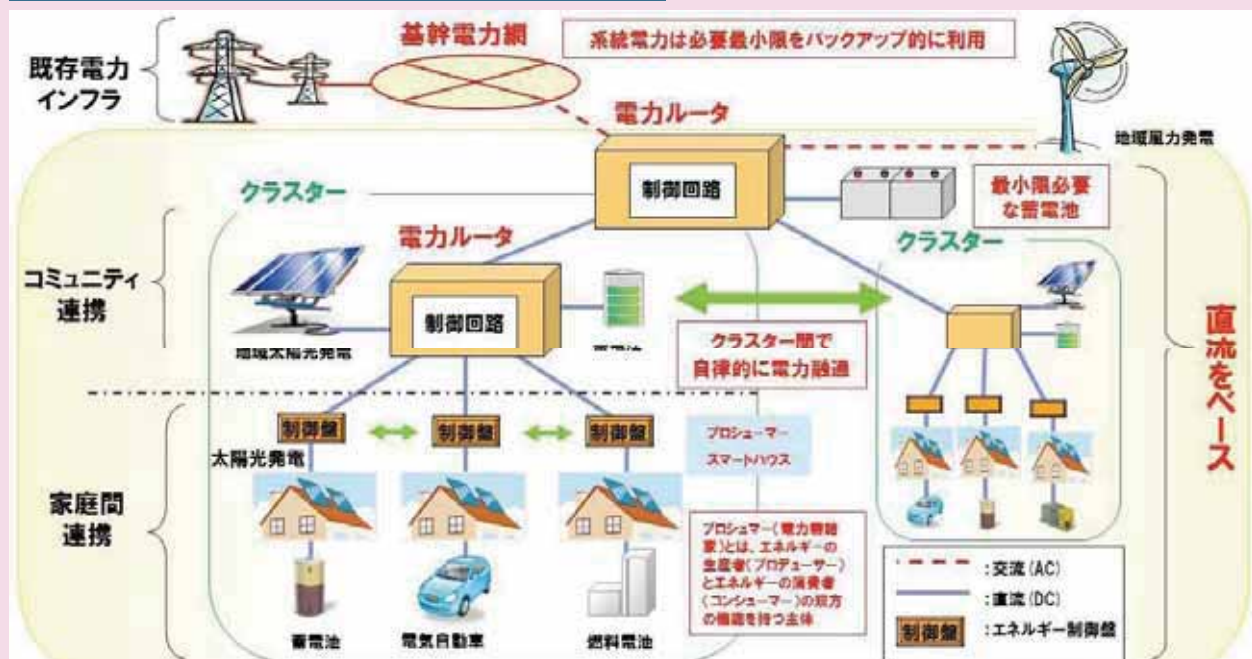 基幹電力網
系統電力は必要最小限をバックアップ的に利用
既存電力
インフラ
電力ルータ
地域風力発電
制御回路
クラスター
最小限必要
な蓄電池
電力ルータ
クラスター
コミュニティ
連携
制御回路
地域太陽光発電
クラスター間で
自律的に電力融通
直流をベース
制御盤
制御盤
制御盤
プロシューマー
スマートハウス
太陽光発電
家庭間
連携
プロシュマー(電力
家)とは、エネルギーの
生産者(プロデューサー)
とエネルギーの消費者
(コンシューマー)の双方
の機能を持つ主体
:交流(AC)
:直流(DC)
制御盤
:エネルギー制御盤
蓄電池
電気自動車
燃料電池